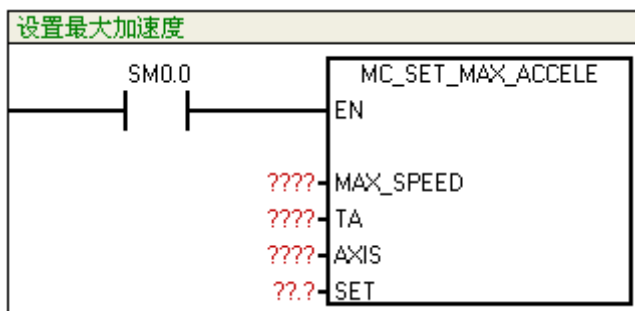 设置最大加速度
SM0.0
MC_SET_MAX_ACCELE
EN
????
MAX_SPEED
????
TA
????
AXIS
??.?
SET